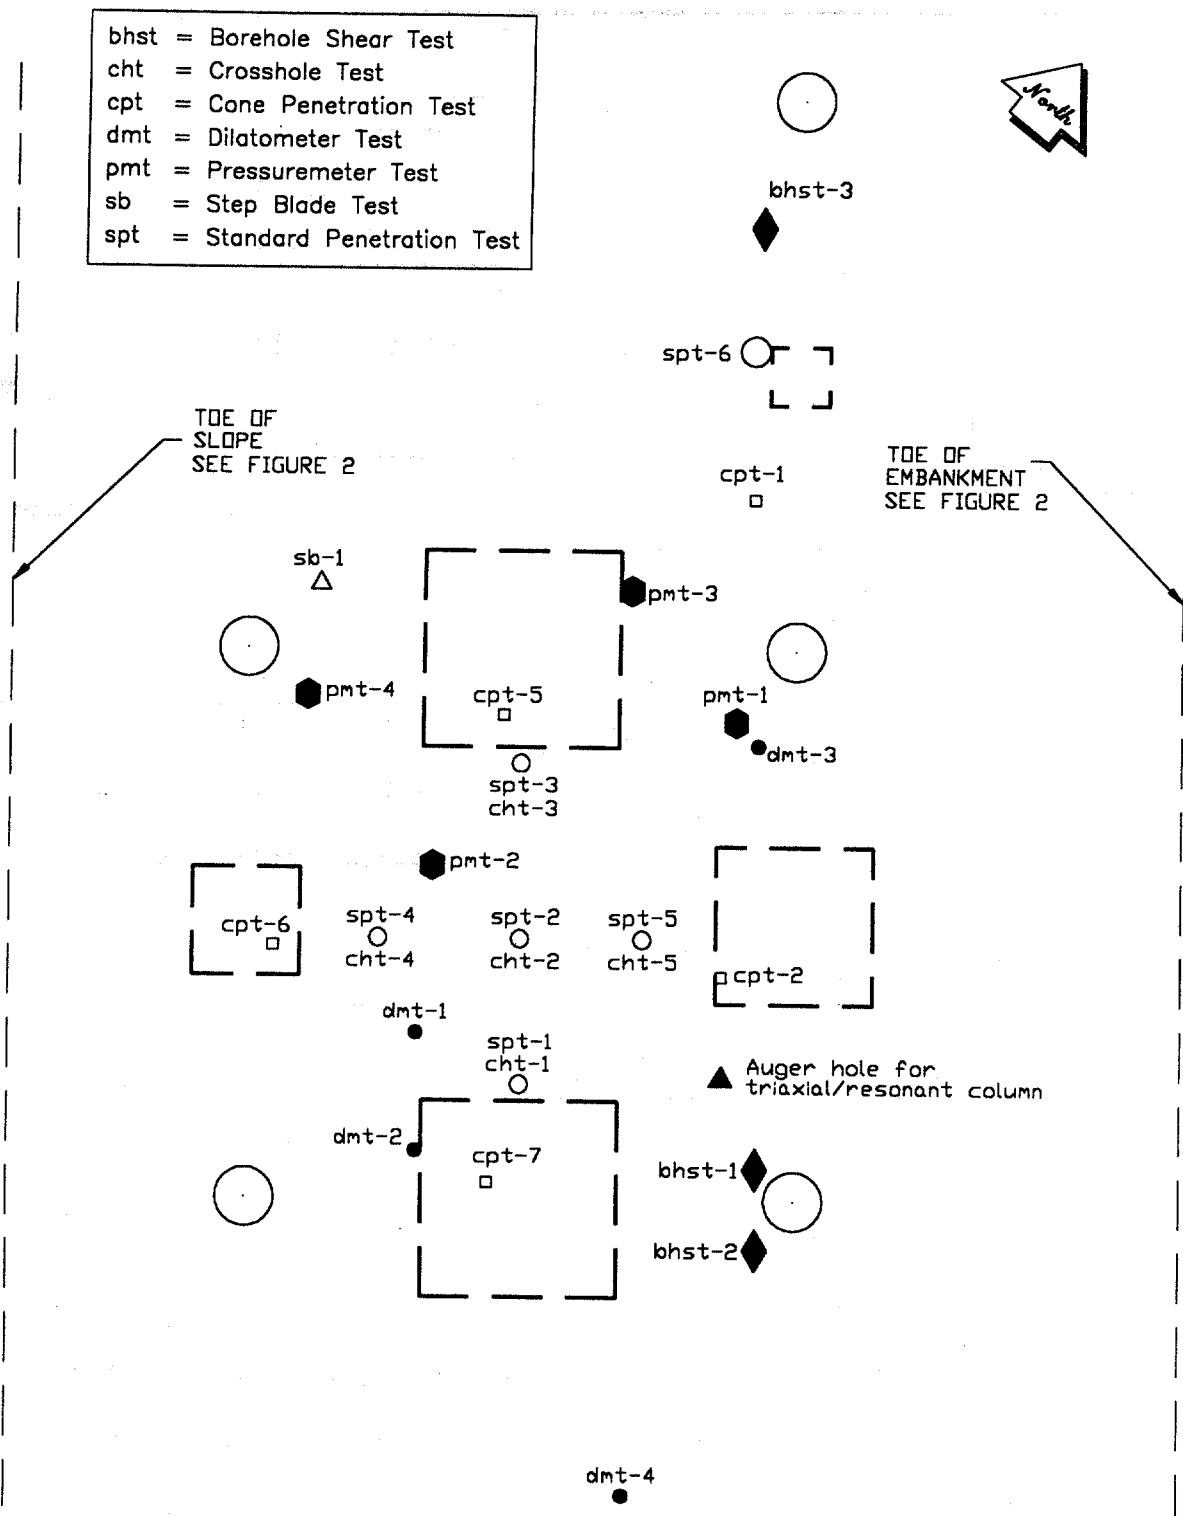 bhst = Borehole Shear Test
cht = Crosshole Test
cpt = Cone Penetration Test
dmt = Dilatometer Test
pmt = Pressuremeter Test
sb = Step Blade Test
spt = Standard Penetration Test
North
bhst-3
spt-6
TOE OF
SLOPE
SEE FIGURE 2
TOE OF
EMBANKMENT
SEE FIGURE 2
cpt-1
sb-1
pmt-3
pmt-4
cpt-5
pmt-1
dmt-3
spt-3
cht-3
pmt-2
cpt-6
spt-4
cht-4
spt-2
cht-2
spt-5
cht-5
cpt-2
dmt-1
spt-1
cht-1
Auger hole for
triaxial/resonant column
dmt-2
cpt-7
bhst-1
bhst-2
dmt-4